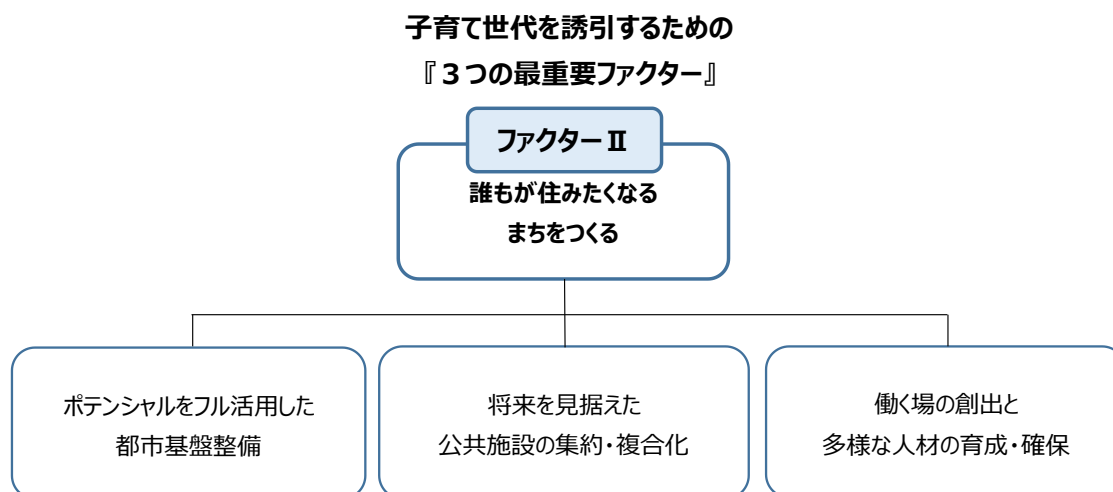 子育て世代を誘引するための
『３つの最重要ファクター』
ファクターⅡ
誰もが住みたくなる
まちをつくる
ポテンシャルをフル活用した
都市基盤整備
将来を見据えた
公共施設の集約・複合化
働く場の創出と
多様な人材の育成・確保